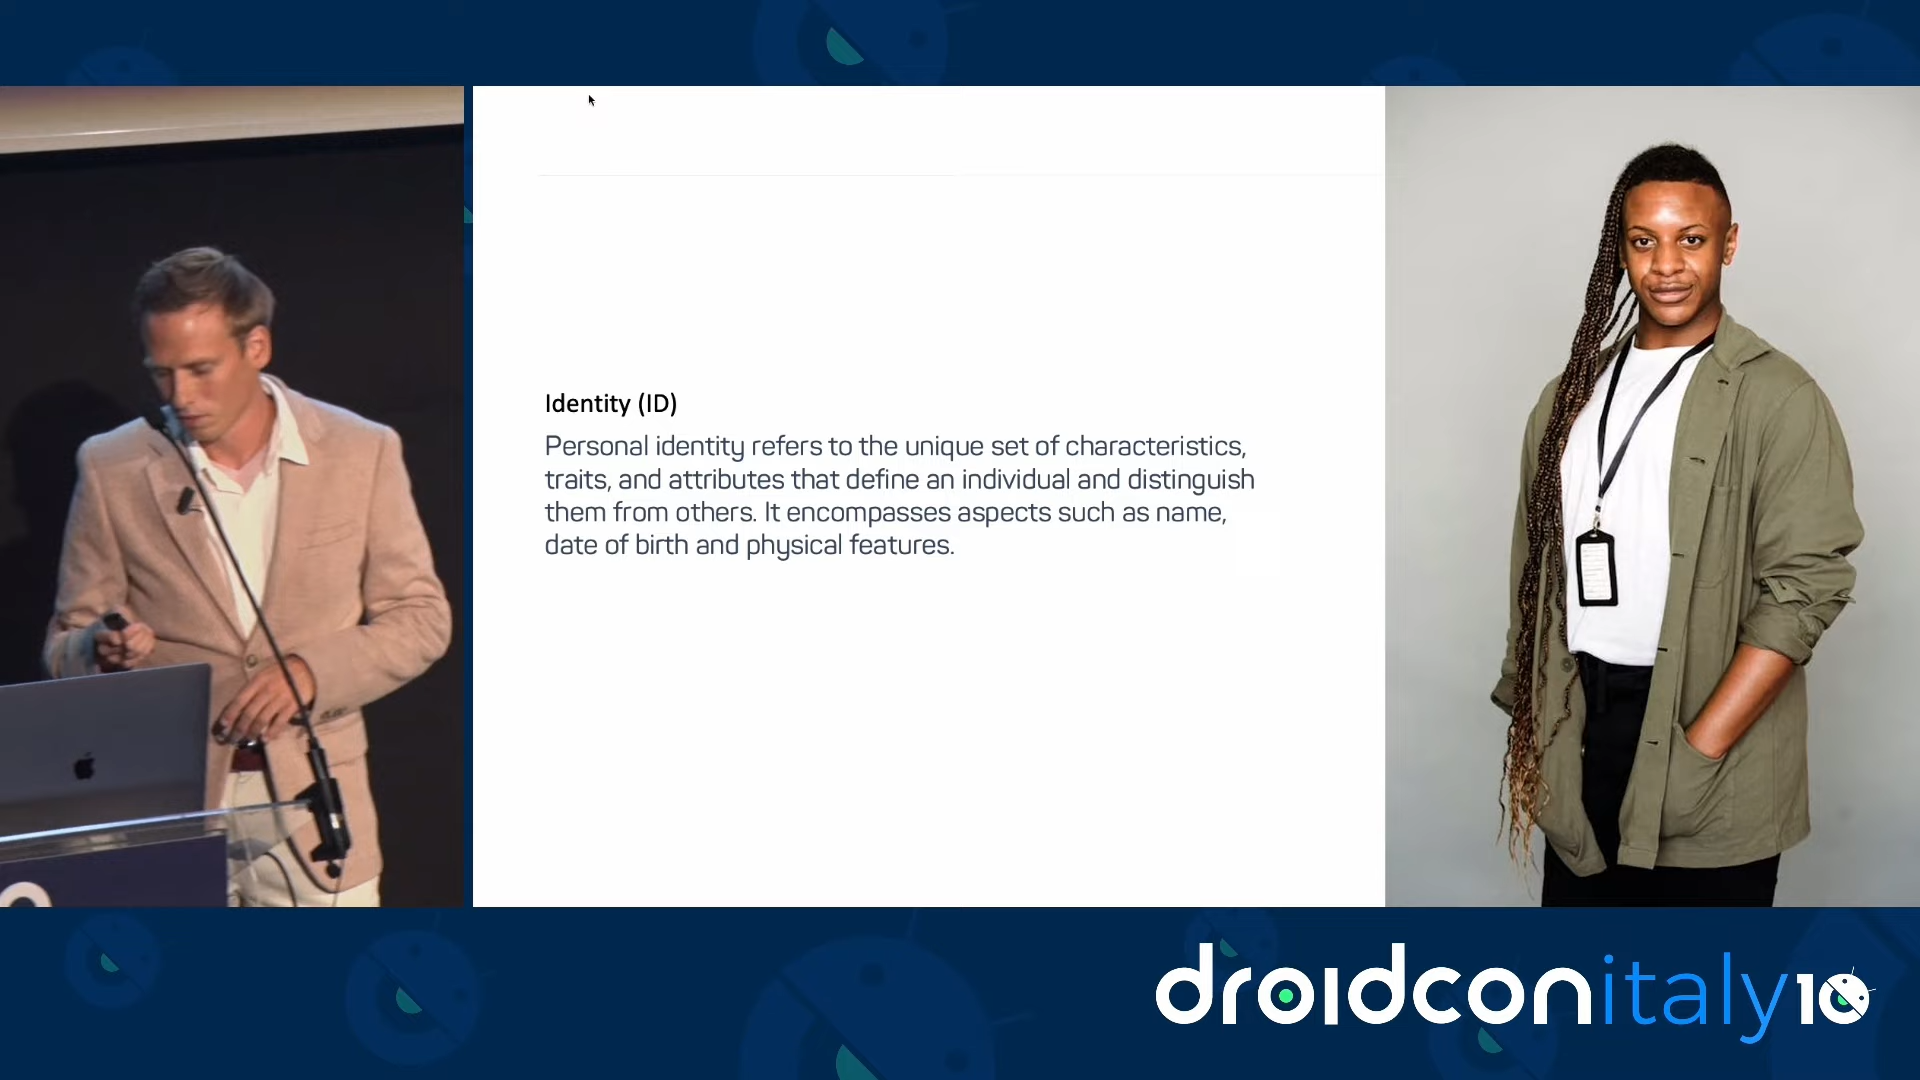 Identity (ID)
Personal identity refers to the unique set of characteristics,
traits, and attributes that define an individual and distinguish
them from others. It encompasses aspects such as name,
date of birth and physical features.
droidconitaly10